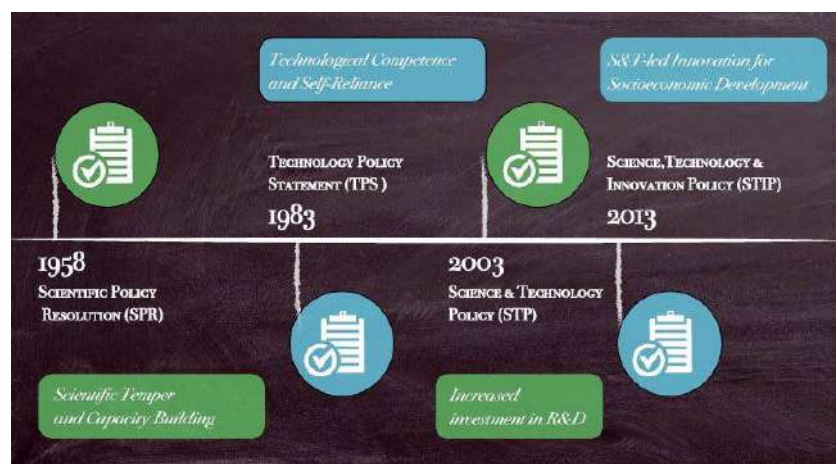 1958
SCIENTIFIC POLICY
RESOLUTION (SPR)
Scientific Temper
and Capacity Building
Technological Competence
and Self-Reliance
TECHNOLOGY POLICY
STATEMENT (TPS )
1983
2003
SCIENCE & TECHNOLOGY
POLICY (STP)
Increased
investment in R&D
S&T-led Innovation for
Socioeconomic Development
SCIENCE,TECHNOLOGY &
INNOVATION POLICY (STIP)
2013